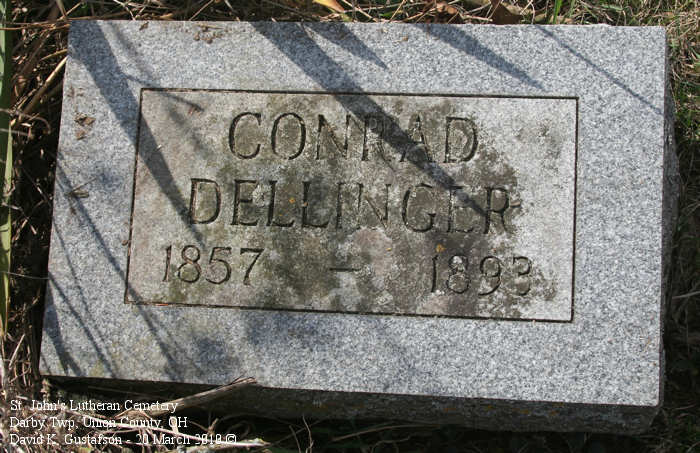 CONRAD
DELLINGER
1857 – 1893
St. John's Lutheran Cemetery
Darby Twp, Union County, OH
David K. Gustafson - 20 March 2010 ©